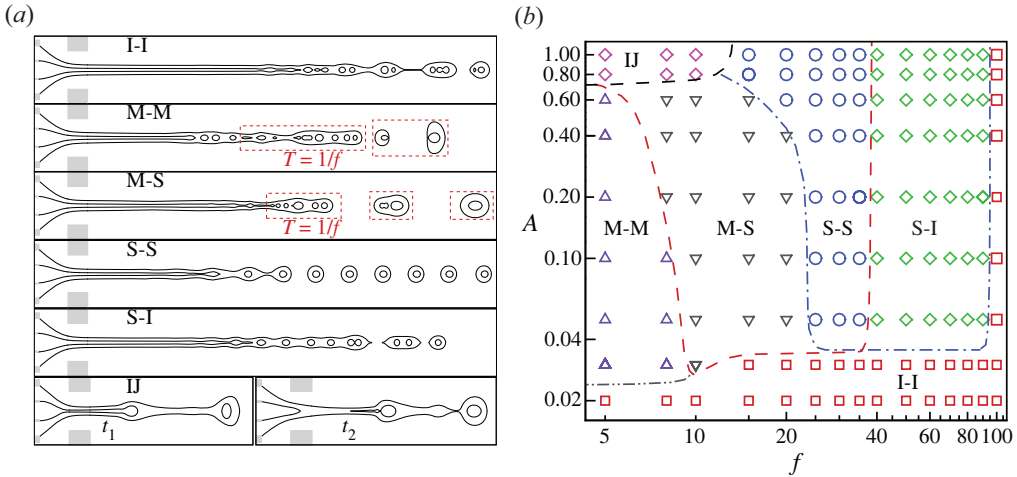 (a)
I-I
M-M
T = 1/f
M-S
T = 1/f
S-S
S-I
IJ
t1
t2
(b)
A
1.00
0.80
0.60
0.40
0.20
0.10
0.04
0.02
IJ
M-M
M-S
S-S
S-I
I-I
5
10
20
40
60
80
100
f